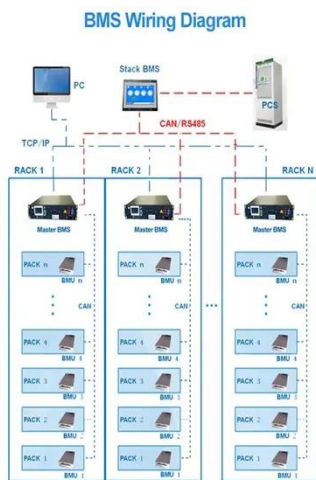 BMS Wiring Diagram
PC
Stack BMS
PCS
CAN/RS485
TCP/IP
RACK 1
RACK 2
RACK N
Master BMS
Master BMS
Master BMS
PACK n
BMU n
PACK n
BMU n
PACK n
BMU n
CAN
CAN
...
CAN
PACK 4
BMU 4
PACK 4
BMU 4
PACK 4
BMU 4
PACK 3
BMU 3
PACK 3
BMU 3
PACK 3
BMU 3
PACK 2
BMU 2
PACK 2
BMU 2
PACK 2
BMU 2
PACK 1
BMU 1
PACK 1
BMU 1
PACK 1
BMU 1